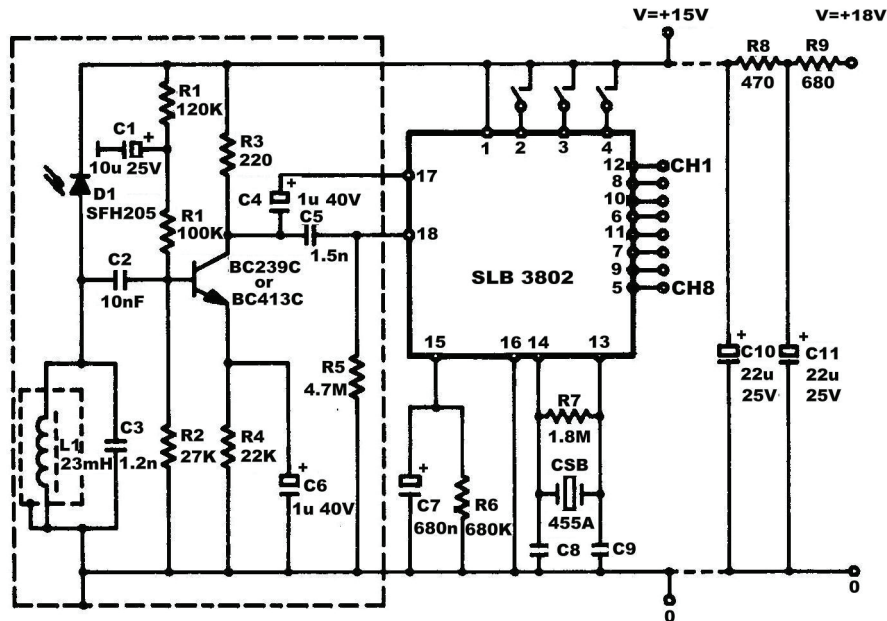 V=+15V
V=+18V
R8
470
R9
680
R1
120K
C1
+
10u 25V
R3
220
1
2
3
4
D1
SFH205
C4
+
1u 40V
17
12
CH1
8
10
6
11
7
9
5
CH8
R1
100K
C5
1.5n
18
C2
10nF
BC239C
or
BC413C
SLB 3802
15
16
14
13
+
C10
22u
25V
+
C11
22u
25V
R5
4.7M
L1
23mH
C3
1.2n
R2
27K
R4
22K
+
C6
1u 40V
+
C7
680n
R6
680K
R7
1.8M
CSB
455A
C8
C9
0
0